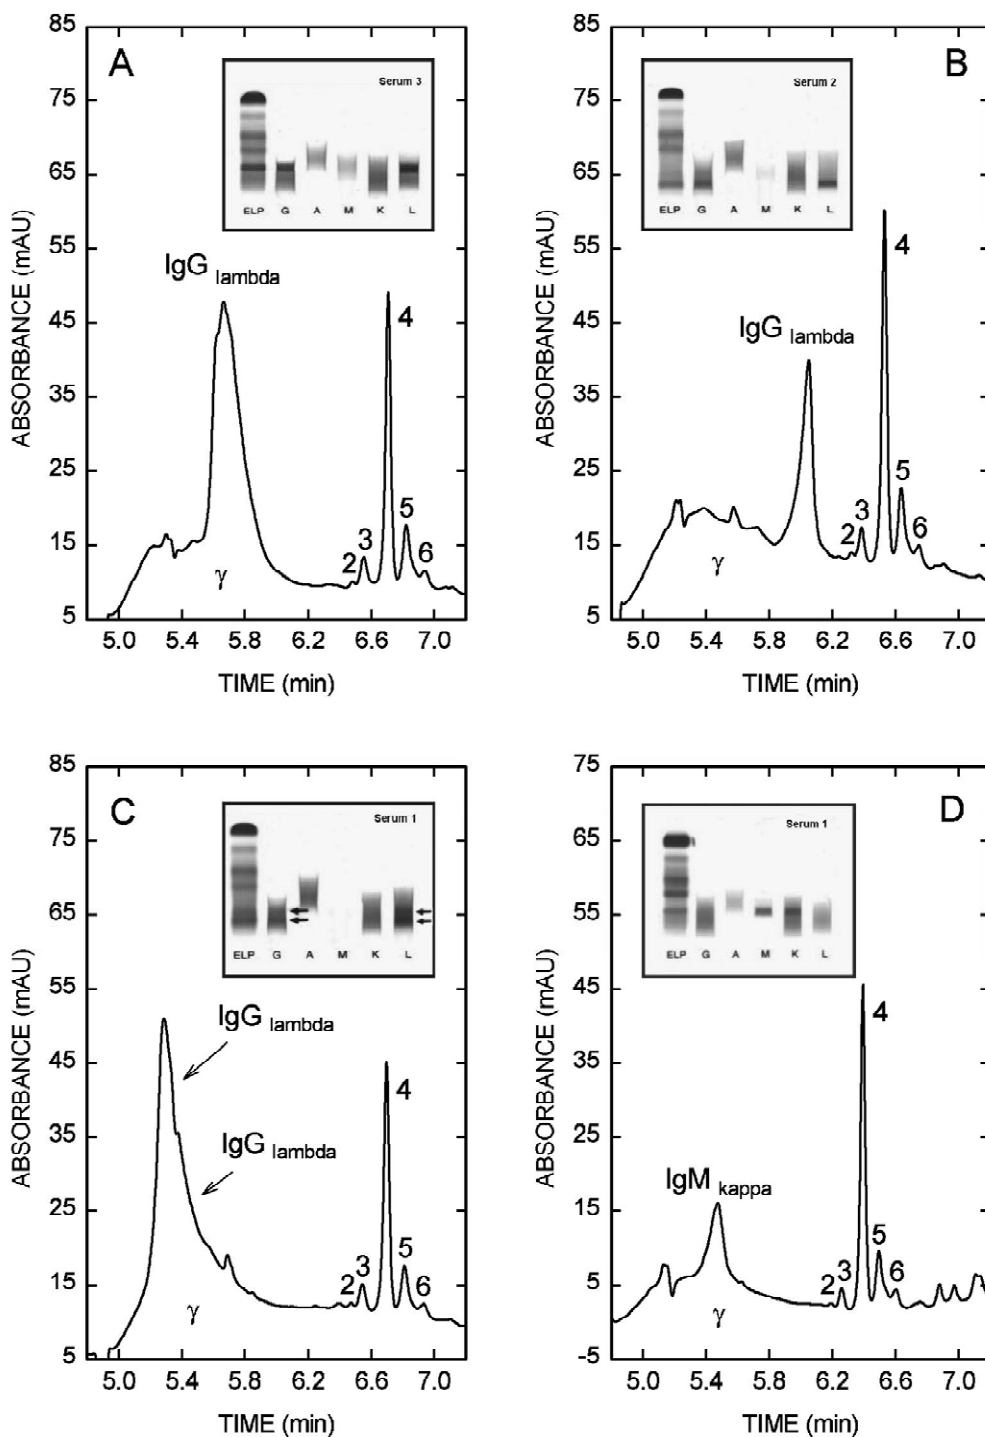 A
Serum 3
ELP G A M K L
IgG lambda
γ
2 3 4 5 6
85
75
65
55
45
35
25
15
5
5.0 5.4 5.8 6.2 6.6 7.0
ABSORBANCE (mAU)
TIME (min)
B
Serum 2
ELP G A M K L
IgG lambda
γ
2 3 4 5 6
85
75
65
55
45
35
25
15
5
5.0 5.4 5.8 6.2 6.6 7.0
ABSORBANCE (mAU)
TIME (min)
C
Serum 1
ELP G A M K L
IgG lambda
IgG lambda
γ
2 3 4 5 6
85
75
65
55
45
35
25
15
5
5.0 5.4 5.8 6.2 6.6 7.0
ABSORBANCE (mAU)
TIME (min)
D
Serum 1
ELP G A M K L
IgM kappa
γ
2 3 4 5 6
75
65
55
45
35
25
15
5
-5
5.0 5.4 5.8 6.2 6.6 7.0
ABSORBANCE (mAU)
TIME (min)